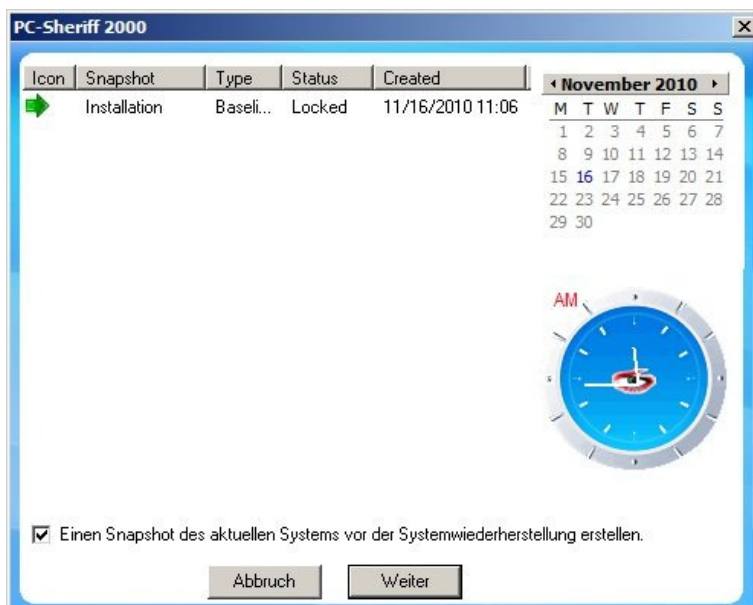 PC-Sheriff 2000
Icon Snapshot Type Status Created
Installation Baseli... Locked 11/16/2010 11:06
November 2010
M T W T F S S
1 2 3 4 5 6 7
8 9 10 11 12 13 14
15 16 17 18 19 20 21
22 23 24 25 26 27 28
29 30
AM
Einen Snapshot des aktuellen Systems vor der Systemwiederherstellung erstellen.
Abbruch Weiter